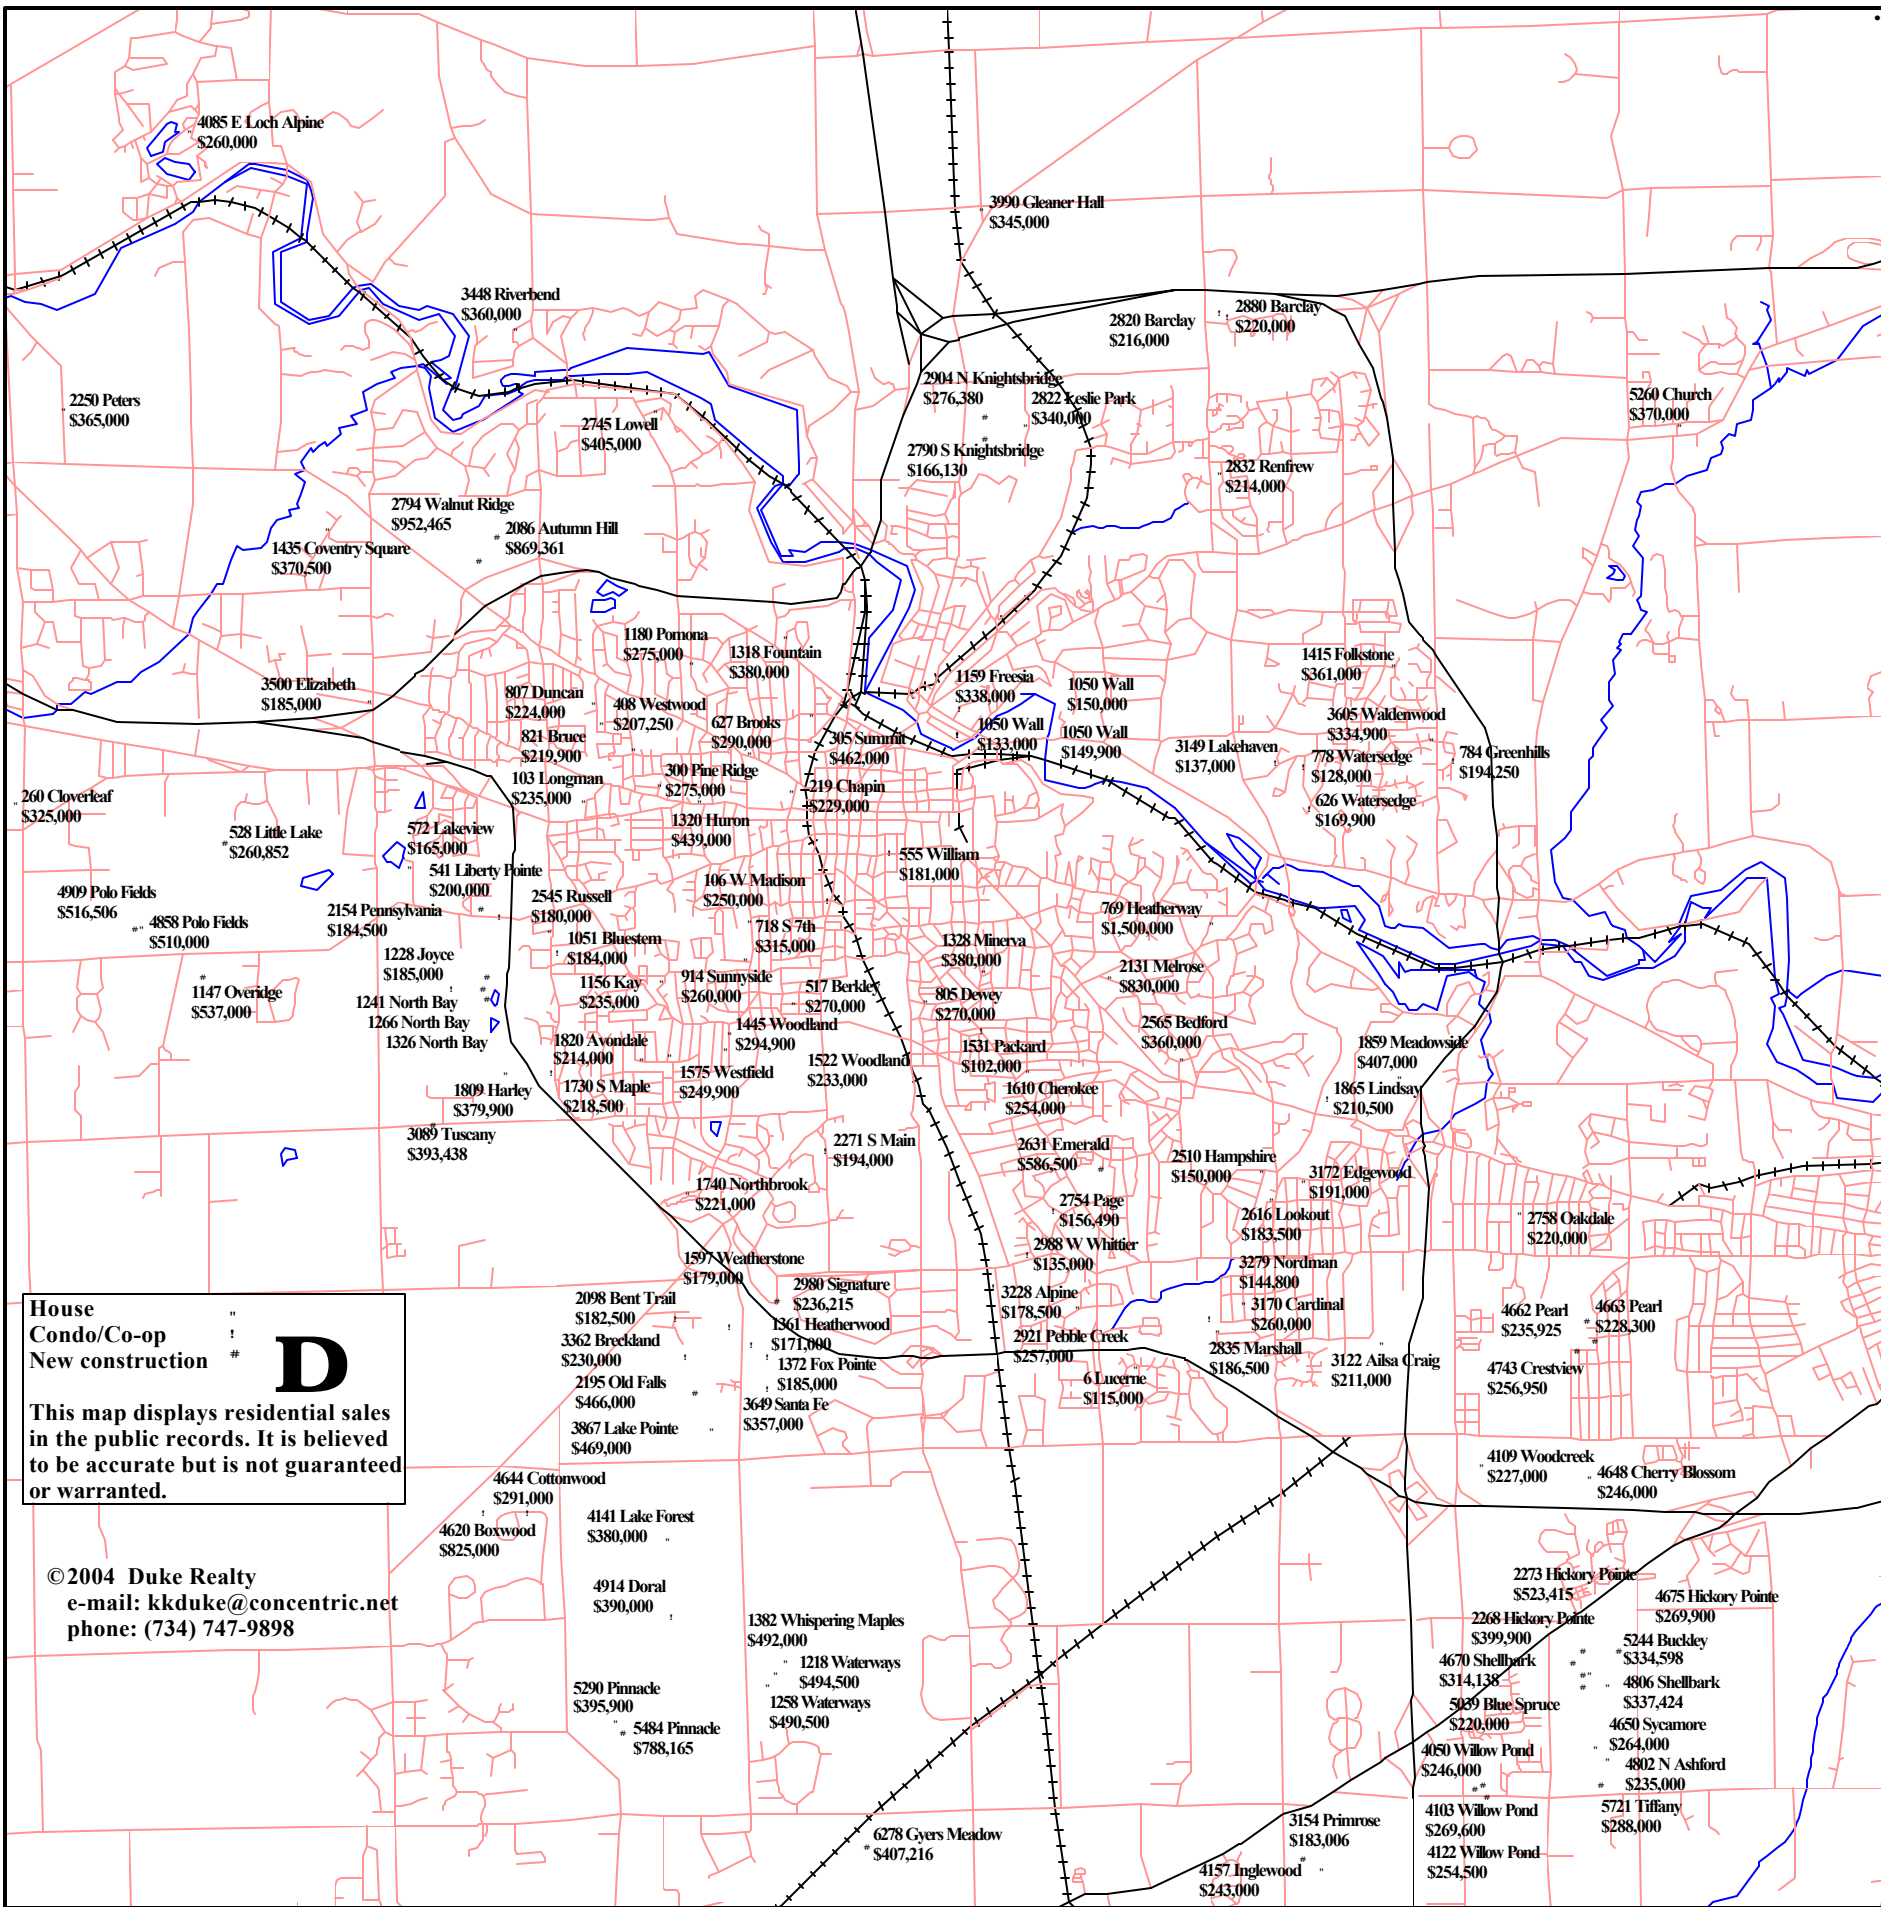 4085 E Loch Alpine
$260,000
3990 Gleaner Hall
$345,000
3448 Riverbend
$360,000
2820 Barclay
$216,000
2880 Barclay
$220,000
2250 Peters
$365,000
2745 Lowell
$405,000
2904 N Knightsbridge
$276,380
2822 Leslie Park
$340,000
5260 Church
$370,000
2790 S Knightsbridge
$166,130
2832 Renfrew
$214,000
2794 Walnut Ridge
$952,465
2086 Autumn Hill
$869,361
1435 Coventry Square
$370,500
1180 Pomona
$275,000
1318 Fountain
$380,000
1415 Folkstone
$361,000
3500 Elizabeth
$185,000
807 Duncan
$224,000
408 Westwood
$207,250
627 Brooks
$290,000
1159 Freesia
$338,000
1050 Wall
$150,000
821 Bruce
$219,900
305 Summit
$462,000
1050 Wall
$133,000
1050 Wall
$149,900
3605 Waldenwood
$334,900
3149 Lakehaven
$137,000
778 Watersedge
$128,000
784 Greenhills
$194,250
103 Longman
$235,000
300 Pine Ridge
$275,000
219 Chapin
$229,000
626 Watersedge
$169,900
260 Cloverleaf
$325,000
528 Little Lake
$260,852
572 Lakeview
$165,000
1320 Huron
$439,000
541 Liberty Pointe
$200,000
555 William
$181,000
4909 Polo Fields
$516,506
4858 Polo Fields
$510,000
2154 Pennsylvania
$184,500
2545 Russell
$180,000
106 W Madison
$250,000
718 S 7th
$315,000
769 Heatherway
$1,500,000
1051 Bluestem
$184,000
1328 Minerva
$380,000
1228 Joyce
$185,000
1147 Overidge
$537,000
1156 Kay
$235,000
914 Sunnyside
$260,000
517 Berkley
$270,000
805 Dewey
$270,000
2131 Melrose
$830,000
1241 North Bay
1266 North Bay
1326 North Bay
1820 Avondale
$214,000
1445 Woodland
$294,900
1522 Woodland
$233,000
1531 Packard
$102,000
2565 Bedford
$360,000
1859 Meadowside
$407,000
1809 Harley
$379,900
1730 S Maple
$218,500
1575 Westfield
$249,900
1610 Cherokee
$254,000
1865 Lindsay
$210,500
3089 Tuscany
$393,438
2271 S Main
$194,000
2631 Emerald
$586,500
2510 Hampshire
$150,000
3172 Edgewood
$191,000
1740 Northbrook
$221,000
2754 Page
$156,490
2616 Lookout
$183,500
2758 Oakdale
$220,000
2988 W Whittier
$135,000
1597 Weatherstone
$179,000
3279 Nordman
$144,800
2098 Bent Trail
$182,500
2980 Signature
$236,215
3228 Alpine
$178,500
3170 Cardinal
$260,000
4662 Pearl
$235,925
4663 Pearl
$228,300
3362 Breckland
$230,000
1361 Heatherwood
$171,000
2921 Pebble Creek
$257,000
2835 Marshall
$186,500
3122 Ailsa Craig
$211,000
4743 Crestview
$256,950
2195 Old Falls
$466,000
1372 Fox Pointe
$185,000
6 Lucerne
$115,000
3867 Lake Pointe
$469,000
3649 Santa Fe
$357,000
House "
Condo/Co-op !
New construction #
D
This map displays residential sales
in the public records. It is believed
to be accurate but is not guaranteed
or warranted.
4109 Woodcreek
$227,000
4648 Cherry Blossom
$246,000
4644 Cottonwood
$291,000
4620 Boxwood
$825,000
4141 Lake Forest
$380,000
©2004 Duke Realty
e-mail: kkduke@concentric.net
phone: (734) 747-9898
4914 Doral
$390,000
1382 Whispering Maples
$492,000
1218 Waterways
$494,500
1258 Waterways
$490,500
5290 Pinnacle
$395,900
5484 Pinnacle
$788,165
2273 Hickory Pointe
$523,415
4675 Hickory Pointe
$269,900
2268 Hickory Pointe
$399,900
5244 Buckley
$334,598
4670 Shellbark
$314,138
4806 Shellbark
$337,424
5039 Blue Spruce
$220,000
4650 Sycamore
$264,000
4050 Willow Pond
$246,000
4802 N Ashford
$235,000
4103 Willow Pond
$269,600
5721 Tiffany
$288,000
4122 Willow Pond
$254,500
6278 Gyers Meadow
$407,216
3154 Primrose
$183,006
4157 Inglewood
$243,000